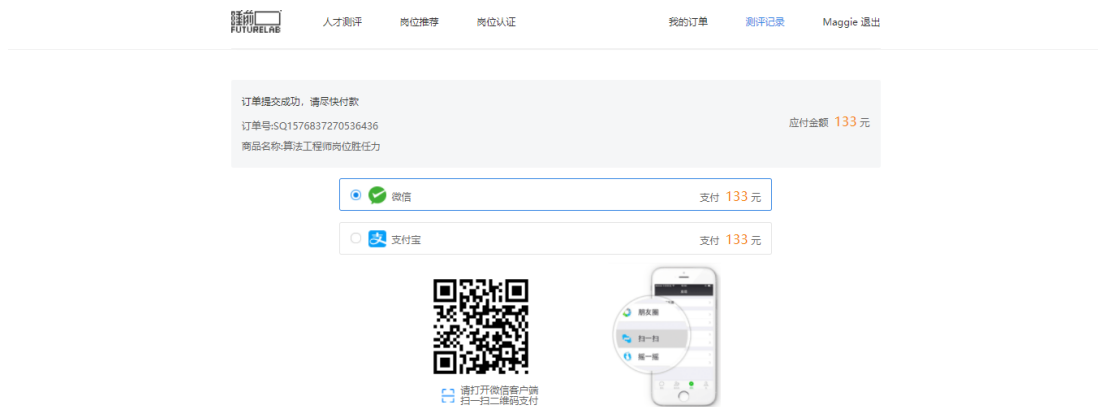 睡前
FUTURELAB
人才测评 岗位推荐 岗位认证 我的订单 测评记录 Maggie 退出
订单提交成功，请尽快付款
订单号:SQ1576837270536436
商品名称:算法工程师岗位胜任力
应付金额 133 元
微信 支付 133 元
支 支付宝 支付 133 元
朋友圈
扫一扫
摇一摇
请打开微信客户端
扫一扫二维码支付